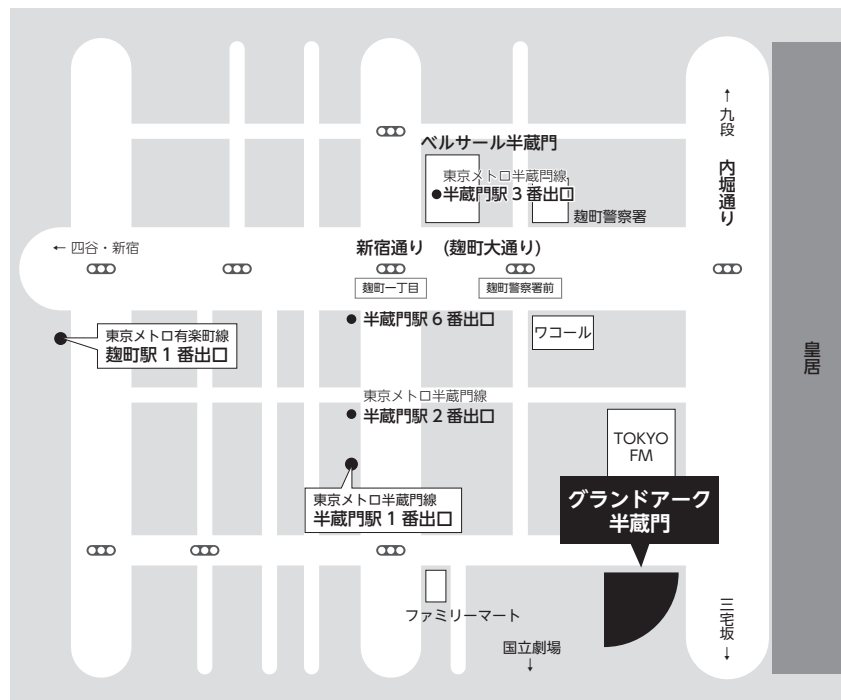 ↑
九段
内堀通り
ベルサール半蔵門
東京メトロ半蔵門線
半蔵門駅 3 番出口
麹町警察署
← 四谷・新宿
新宿通り (麹町大通り)
麹町一丁目
麹町警察署前
半蔵門駅 6 番出口
ワコール
東京メトロ有楽町線
麹町駅 1 番出口
皇居
東京メトロ半蔵門線
半蔵門駅 2 番出口
TOKYO
FM
東京メトロ半蔵門線
半蔵門駅 1 番出口
グランドアーク
半蔵門
ファミリーマート
国立劇場
↓
三宅坂
↓